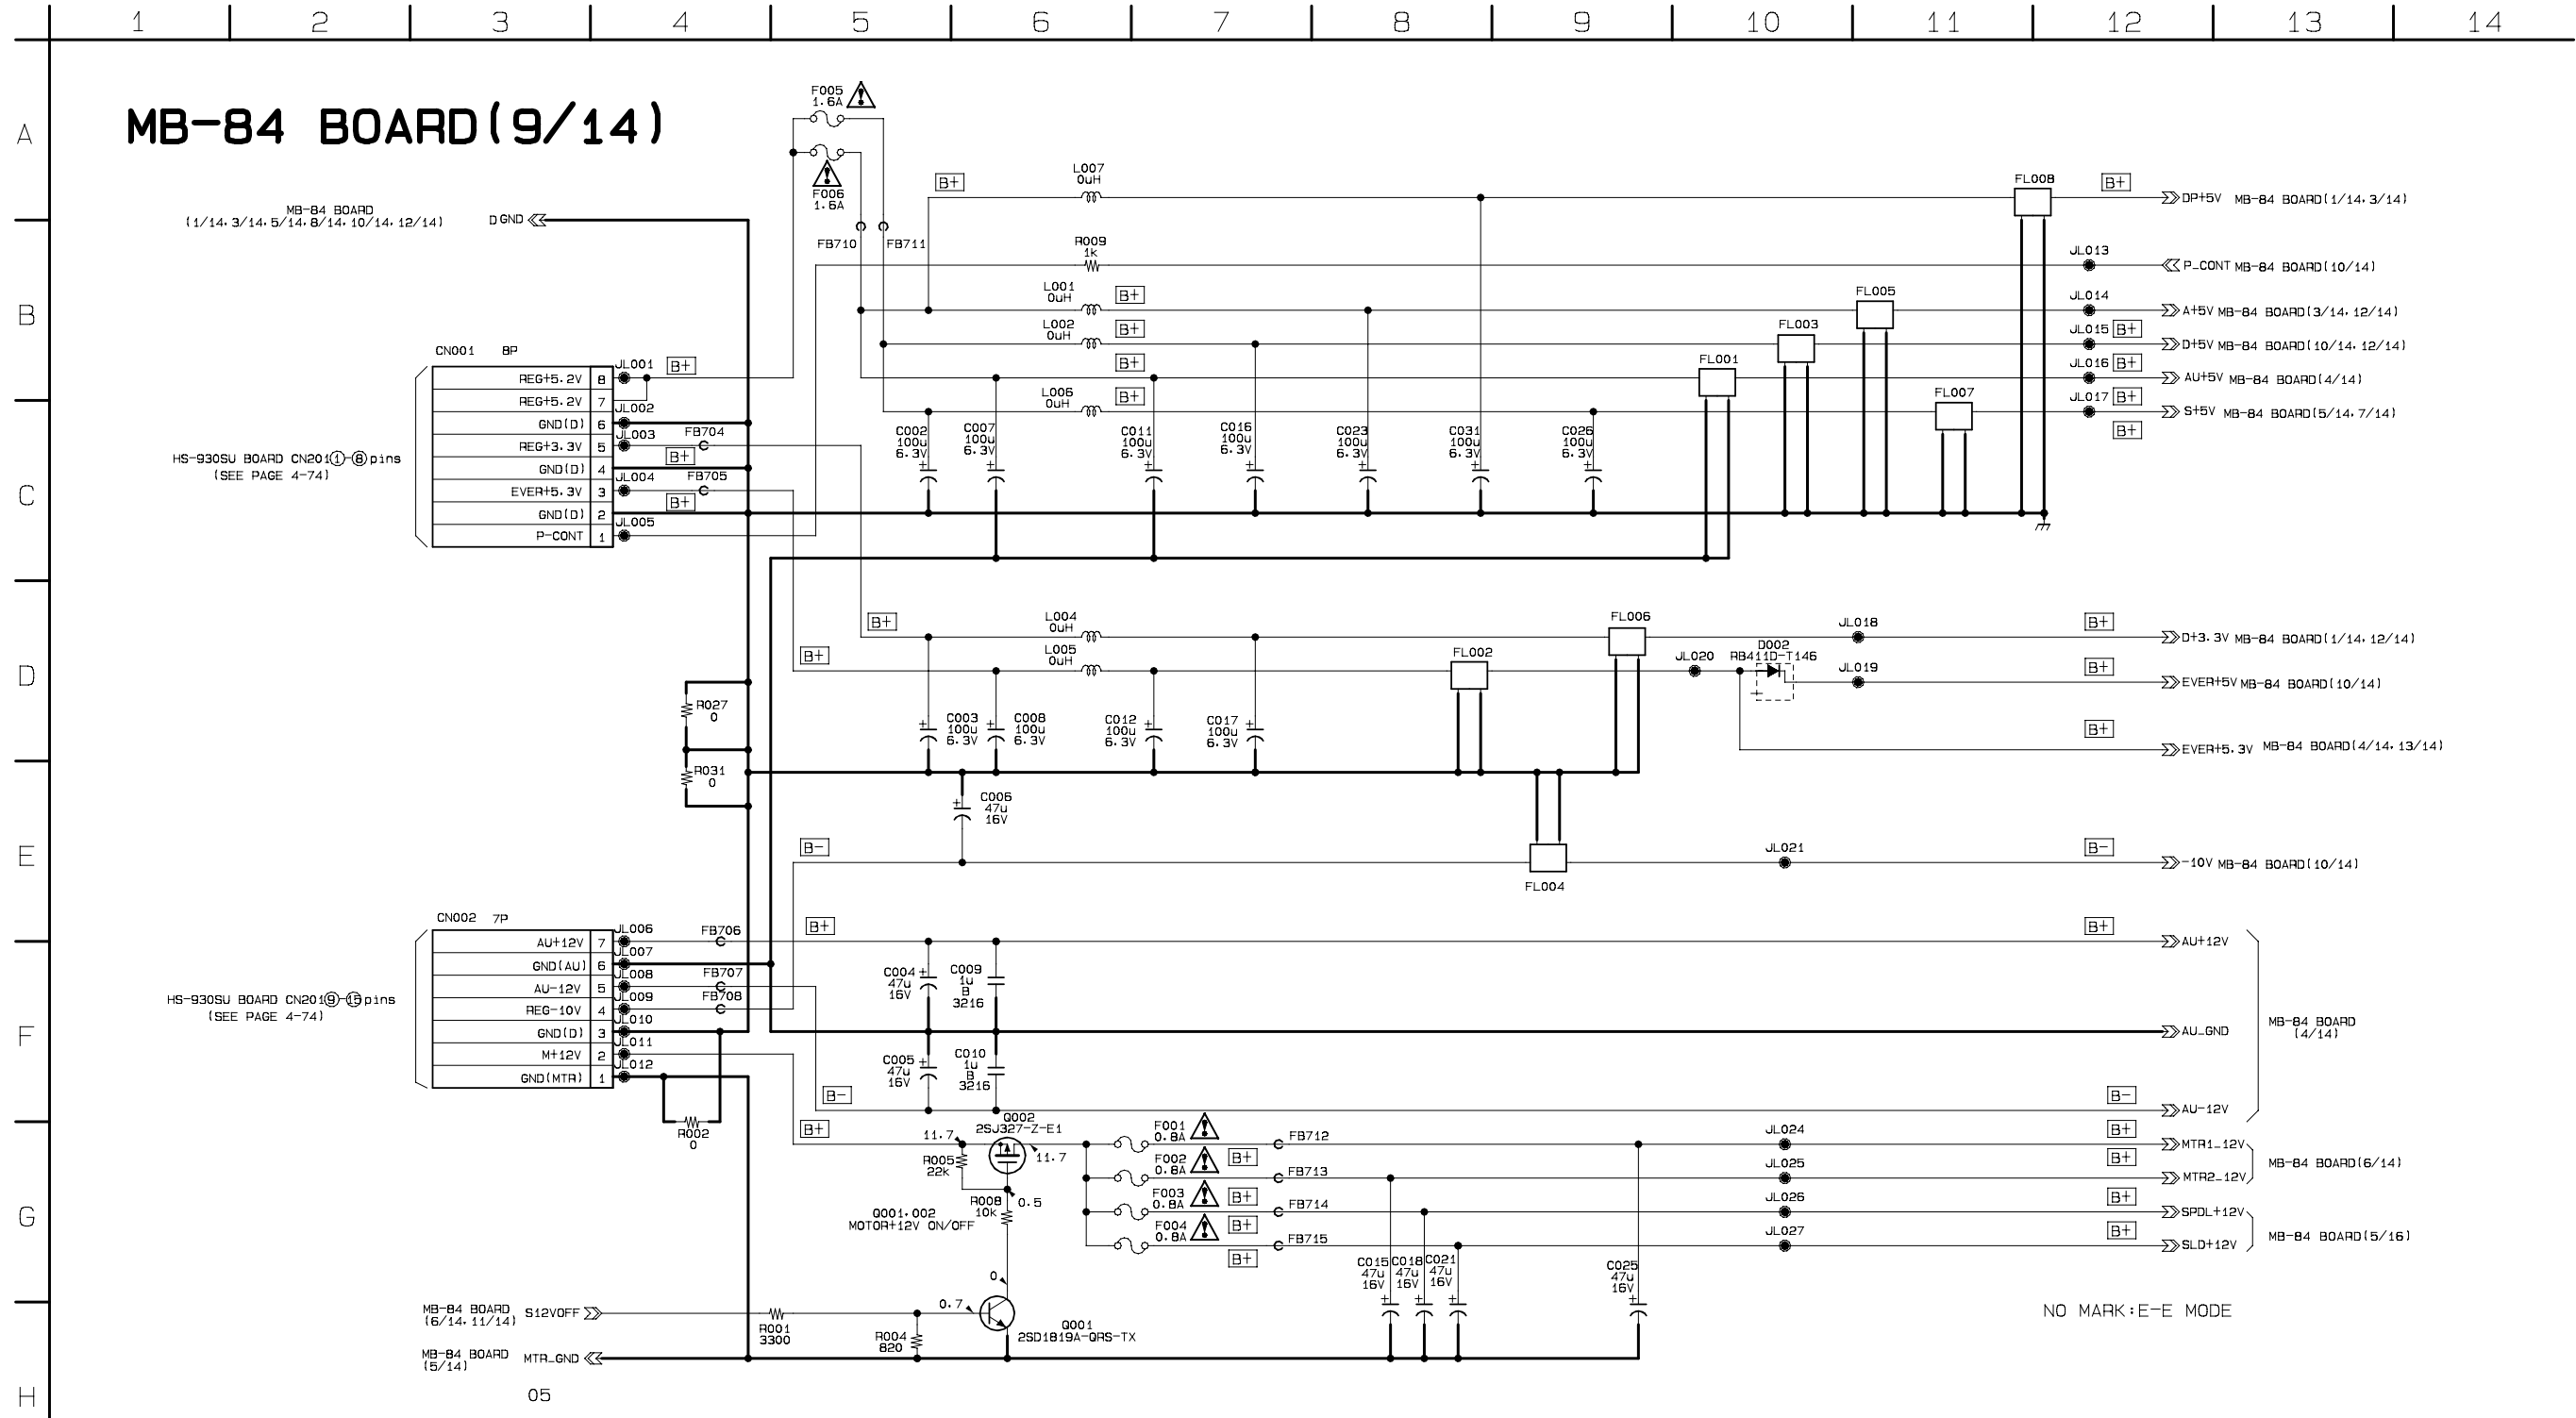 1 2 3 4 5 6 7 8 9 10 11 12 13 14
A
B
C
D
E
F
G
H
MB-84 BOARD(9/14)
F005
1.6A
F006
1.6A
MB-84 BOARD
(1/14,3/14,5/14,8/14,10/14,12/14)
D GND
FB710
FB711
B+
L007
0uH
FL008
B+
DP+5V MB-84 BOARD(1/14,3/14)
R009
1k
JL013
P_CONT MB-84 BOARD(10/14)
L001
0uH
B+
FL005
JL014
A+5V MB-84 BOARD(3/14,12/14)
L002
0uH
B+
FL003
JL015 B+
D+5V MB-84 BOARD(10/14,12/14)
B+
FL001
JL016 B+
AU+5V MB-84 BOARD(4/14)
L006
0uH
B+
FL007
JL017 B+
S+5V MB-84 BOARD(5/14,7/14)
B+
CN001 8P
REG+5.2V 8 JL001 B+
REG+5.2V 7
GND(D) 6 JL002
REG+3.3V 5 JL003 FB704
GND(D) 4 B+
EVER+5.3V 3 JL004 FB705
GND(D) 2 B+
P-CONT 1 JL005
HS-930SU BOARD CN201①-⑧pins
(SEE PAGE 4-74)
C002
100u
6.3V
+
C007
100u
6.3V
+
C011
100u
6.3V
+
C016
100u
6.3V
+
C023
100u
6.3V
+
C031
100u
6.3V
+
C026
100u
6.3V
+
B+
L004
0uH
FL006
JL018
B+
D+3.3V MB-84 BOARD(1/14,12/14)
B+
L005
0uH
FL002
JL020
D002
RB411D-T146
+
JL019
B+
EVER+5V MB-84 BOARD(10/14)
B+
EVER+5.3V MB-84 BOARD(4/14,13/14)
R027
0
R031
0
C003
100u
6.3V
+
C008
100u
6.3V
+
C012
100u
6.3V
+
C017
100u
6.3V
+
C006
47u
16V
+
B-
FL004
JL021
B-
-10V MB-84 BOARD(10/14)
CN002 7P
AU+12V 7 JL006 FB706
GND(AU) 6 JL007
AU-12V 5 JL008 FB707
REG-10V 4 JL009 FB708
GND(D) 3 JL010
M+12V 2 JL011
GND(MTR) 1 JL012
HS-930SU BOARD CN201⑨-⑮pins
(SEE PAGE 4-74)
R002
0
B+
B+
AU+12V
C004
47u
16V
+
C009
1u
B
3216
AU_GND
MB-84 BOARD
(4/14)
C005
47u
16V
+
C010
1u
B
3216
B-
B-
AU-12V
B+
11.7
Q002
2SJ327-Z-E1
11.7
R005
22k
0.5
R008
10k
Q001,002
MOTOR+12V ON/OFF
F001
0.8A
FB712
JL024
B+
MTR1_12V
F002
0.8A
B+
FB713
JL025
B+
MTR2_12V
MB-84 BOARD(6/14)
F003
0.8A
B+
FB714
JL026
B+
SPDL+12V
F004
0.8A
B+
FB715
JL027
B+
SLD+12V
MB-84 BOARD(5/16)
B+
C015
47u
16V
+
C018
47u
16V
+
C021
47u
16V
+
C025
47u
16V
+
0
0.7
MB-84 BOARD
(6/14,11/14)
S12VOFF
R001
3300
R004
820
Q001
2SD1819A-QRS-TX
MB-84 BOARD
(5/14)
MTR_GND
NO MARK:E-E MODE
05